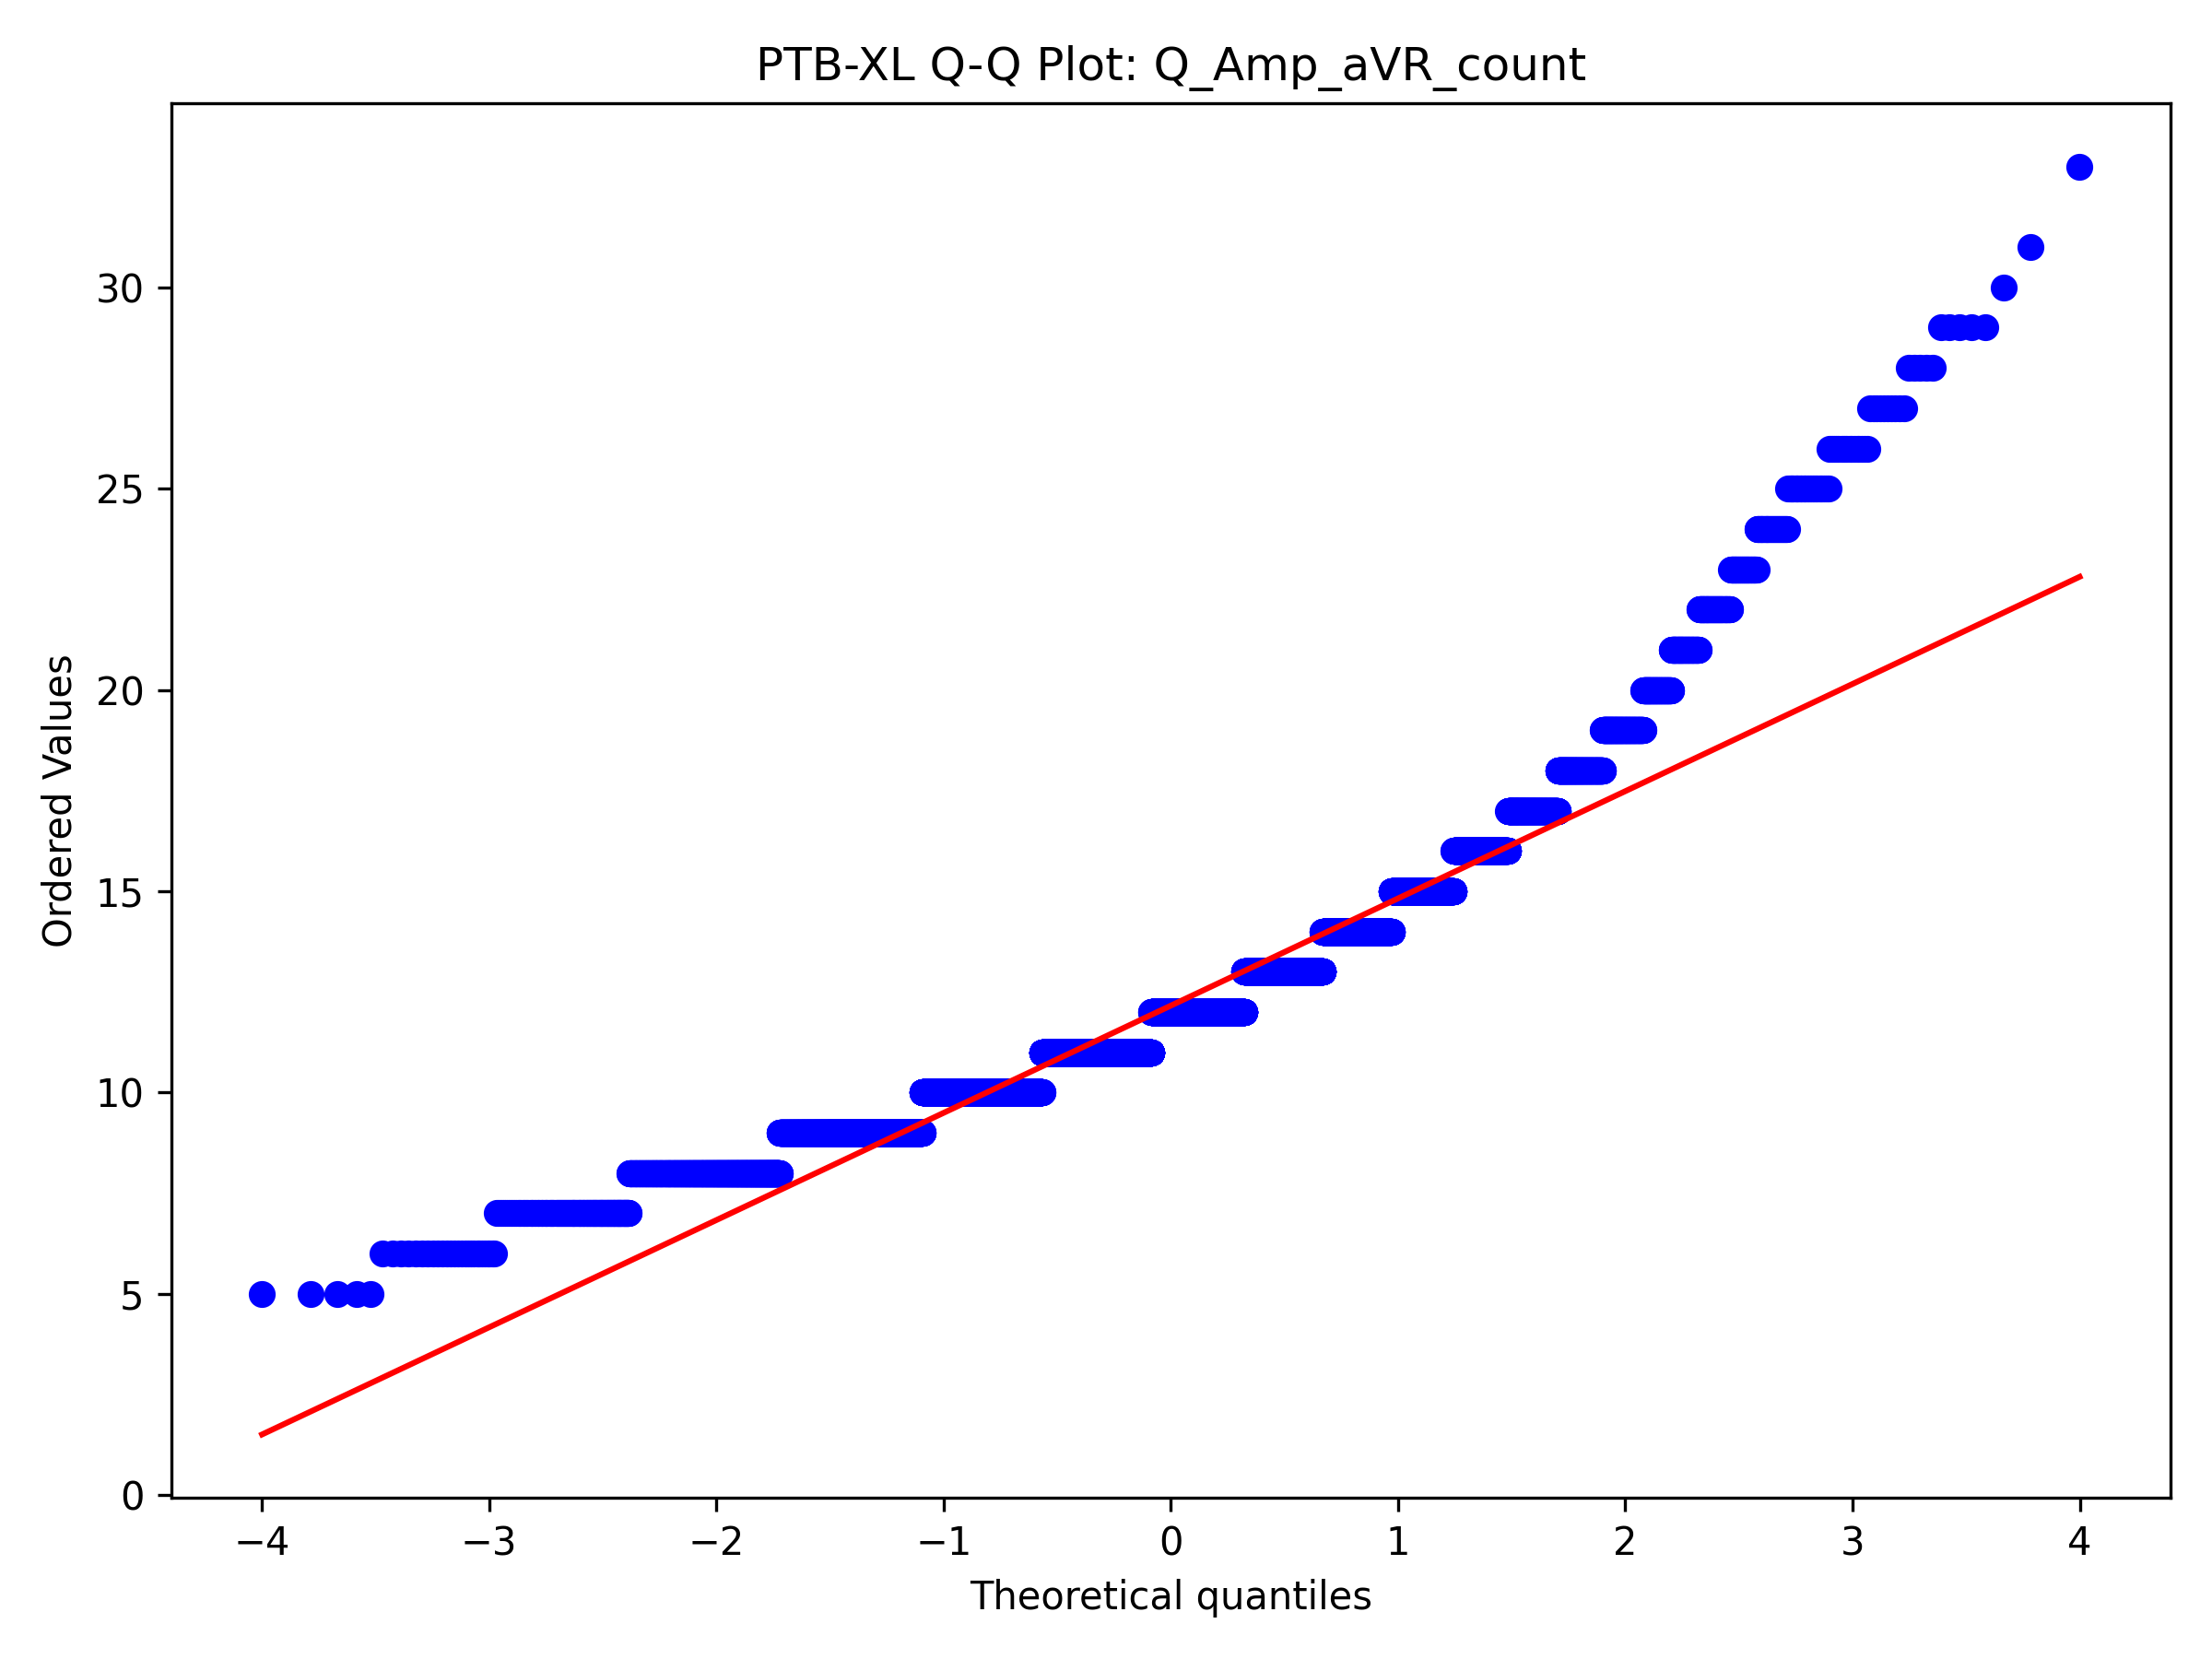 PTB-XL Q-Q Plot: Q_Amp_aVR_count
Ordered Values
30
25
20
15
10
5
0
−4 −3 −2 −1 0 1 2 3 4
Theoretical quantiles